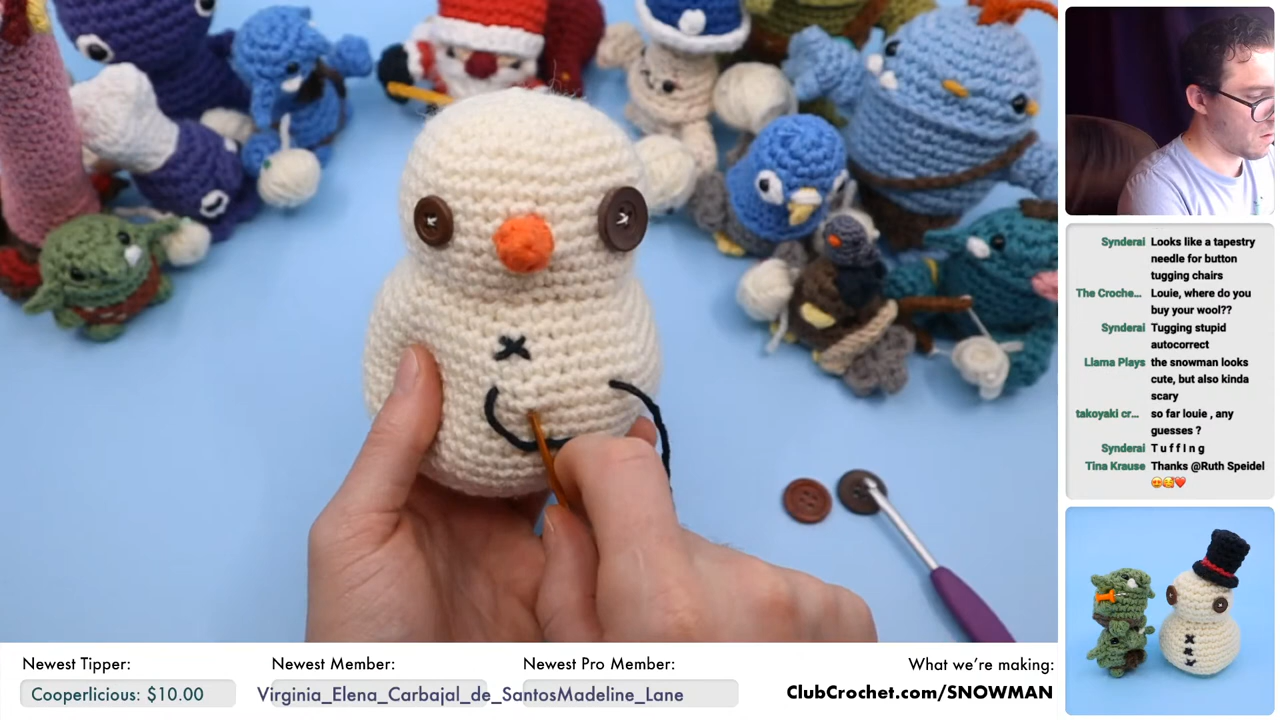 Synderai Looks like a tapestry
needle for button
tugging chairs
The Croche… Louie, where do you
buy your wool??
Synderai Tugging stupid
autocorrect
Llama Plays the snowman looks
cute, but also kinda
scary
takoyaki cr… so far louie , any
guesses ?
Synderai T u f f I n g
Tina Krause Thanks @Ruth Speidel
😍🥰❤️
Newest Tipper: Newest Member: Newest Pro Member: What we're making:
Cooperlicious: $10.00 Virginia_Elena_Carbajal_de_SantosMadeline_Lane ClubCrochet.com/SNOWMAN